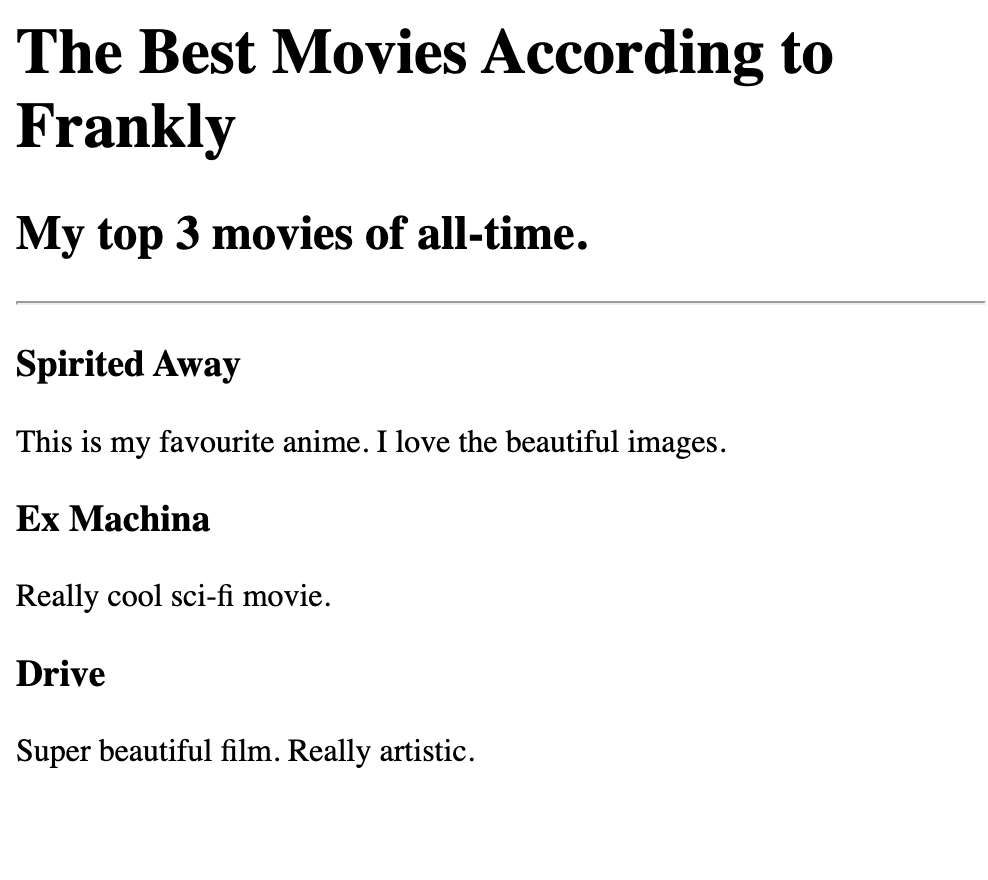 The Best Movies According to
Frankly
My top 3 movies of all-time.
Spirited Away
This is my favourite anime. I love the beautiful images.
Ex Machina
Really cool sci-fi movie.
Drive
Super beautiful film. Really artistic.